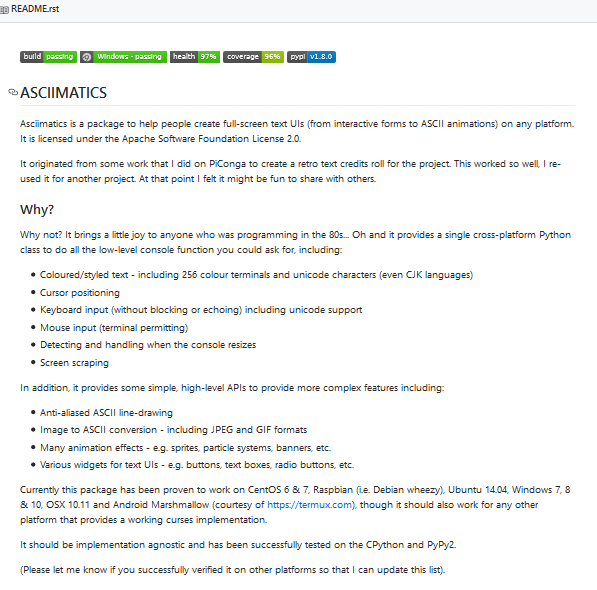 README.rst
build passing Windows - passing health 97% coverage 96% pypi v1.8.0
ASCIIMATICS
Asciimatics is a package to help people create full-screen text UIs (from interactive forms to ASCII animations) on any platform.
It is licensed under the Apache Software Foundation License 2.0.
It originated from some work that I did on PiConga to create a retro text credits roll for the project. This worked so well, I re-
used it for another project. At that point I felt it might be fun to share with others.
Why?
Why not? It brings a little joy to anyone who was programming in the 80s... Oh and it provides a single cross-platform Python
class to do all the low-level console function you could ask for, including:
• Coloured/styled text - including 256 colour terminals and unicode characters (even CJK languages)
• Cursor positioning
• Keyboard input (without blocking or echoing) including unicode support
• Mouse input (terminal permitting)
• Detecting and handling when the console resizes
• Screen scraping
In addition, it provides some simple, high-level APIs to provide more complex features including:
• Anti-aliased ASCII line-drawing
• Image to ASCII conversion - including JPEG and GIF formats
• Many animation effects - e.g. sprites, particle systems, banners, etc.
• Various widgets for text UIs - e.g. buttons, text boxes, radio buttons, etc.
Currently this package has been proven to work on CentOS 6 & 7, Raspbian (i.e. Debian wheezy), Ubuntu 14.04, Windows 7, 8
& 10, OSX 10.11 and Android Marshmallow (courtesy of https://termux.com), though it should also work for any other
platform that provides a working curses implementation.
It should be implementation agnostic and has been successfully tested on the CPython and PyPy2.
(Please let me know if you successfully verified it on other platforms so that I can update this list).